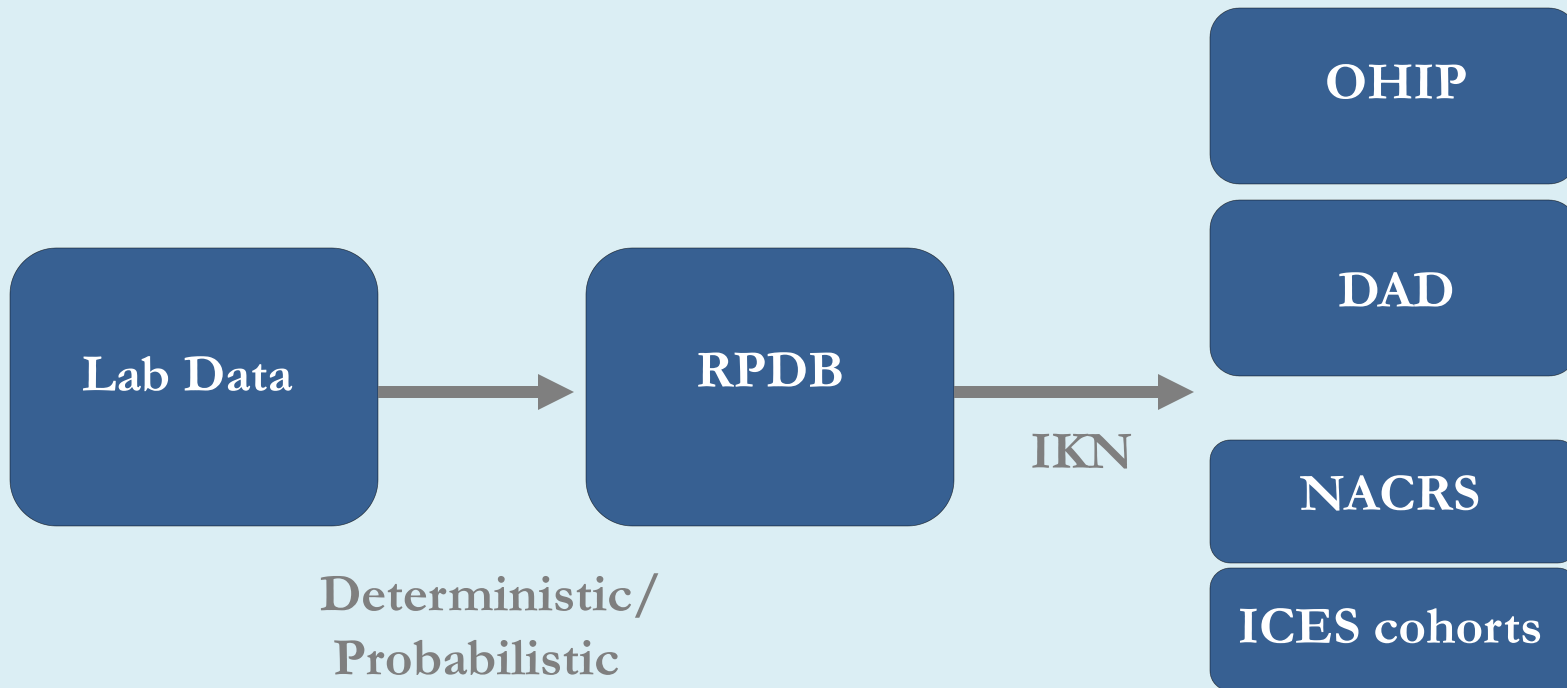 OHIP
DAD
Lab Data
RPDB
IKN
NACRS
Deterministic/
Probabilistic
ICES cohorts